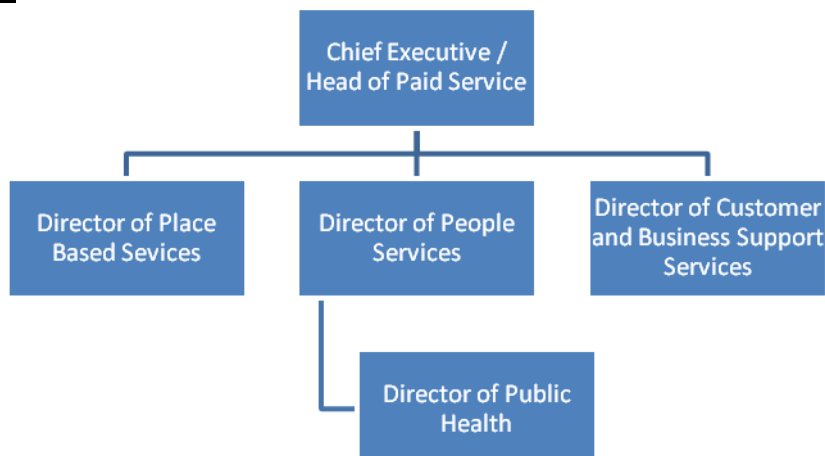 Chief Executive /
Head of Paid Service
Director of Place
Based Sevices
Director of People
Services
Director of Customer
and Business Support
Services
Director of Public
Health